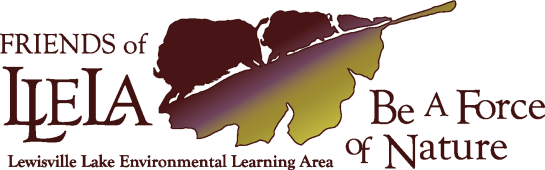 FRIENDS of
LLELA
Lewisville Lake Environmental Learning Area
Be A Force
of Nature